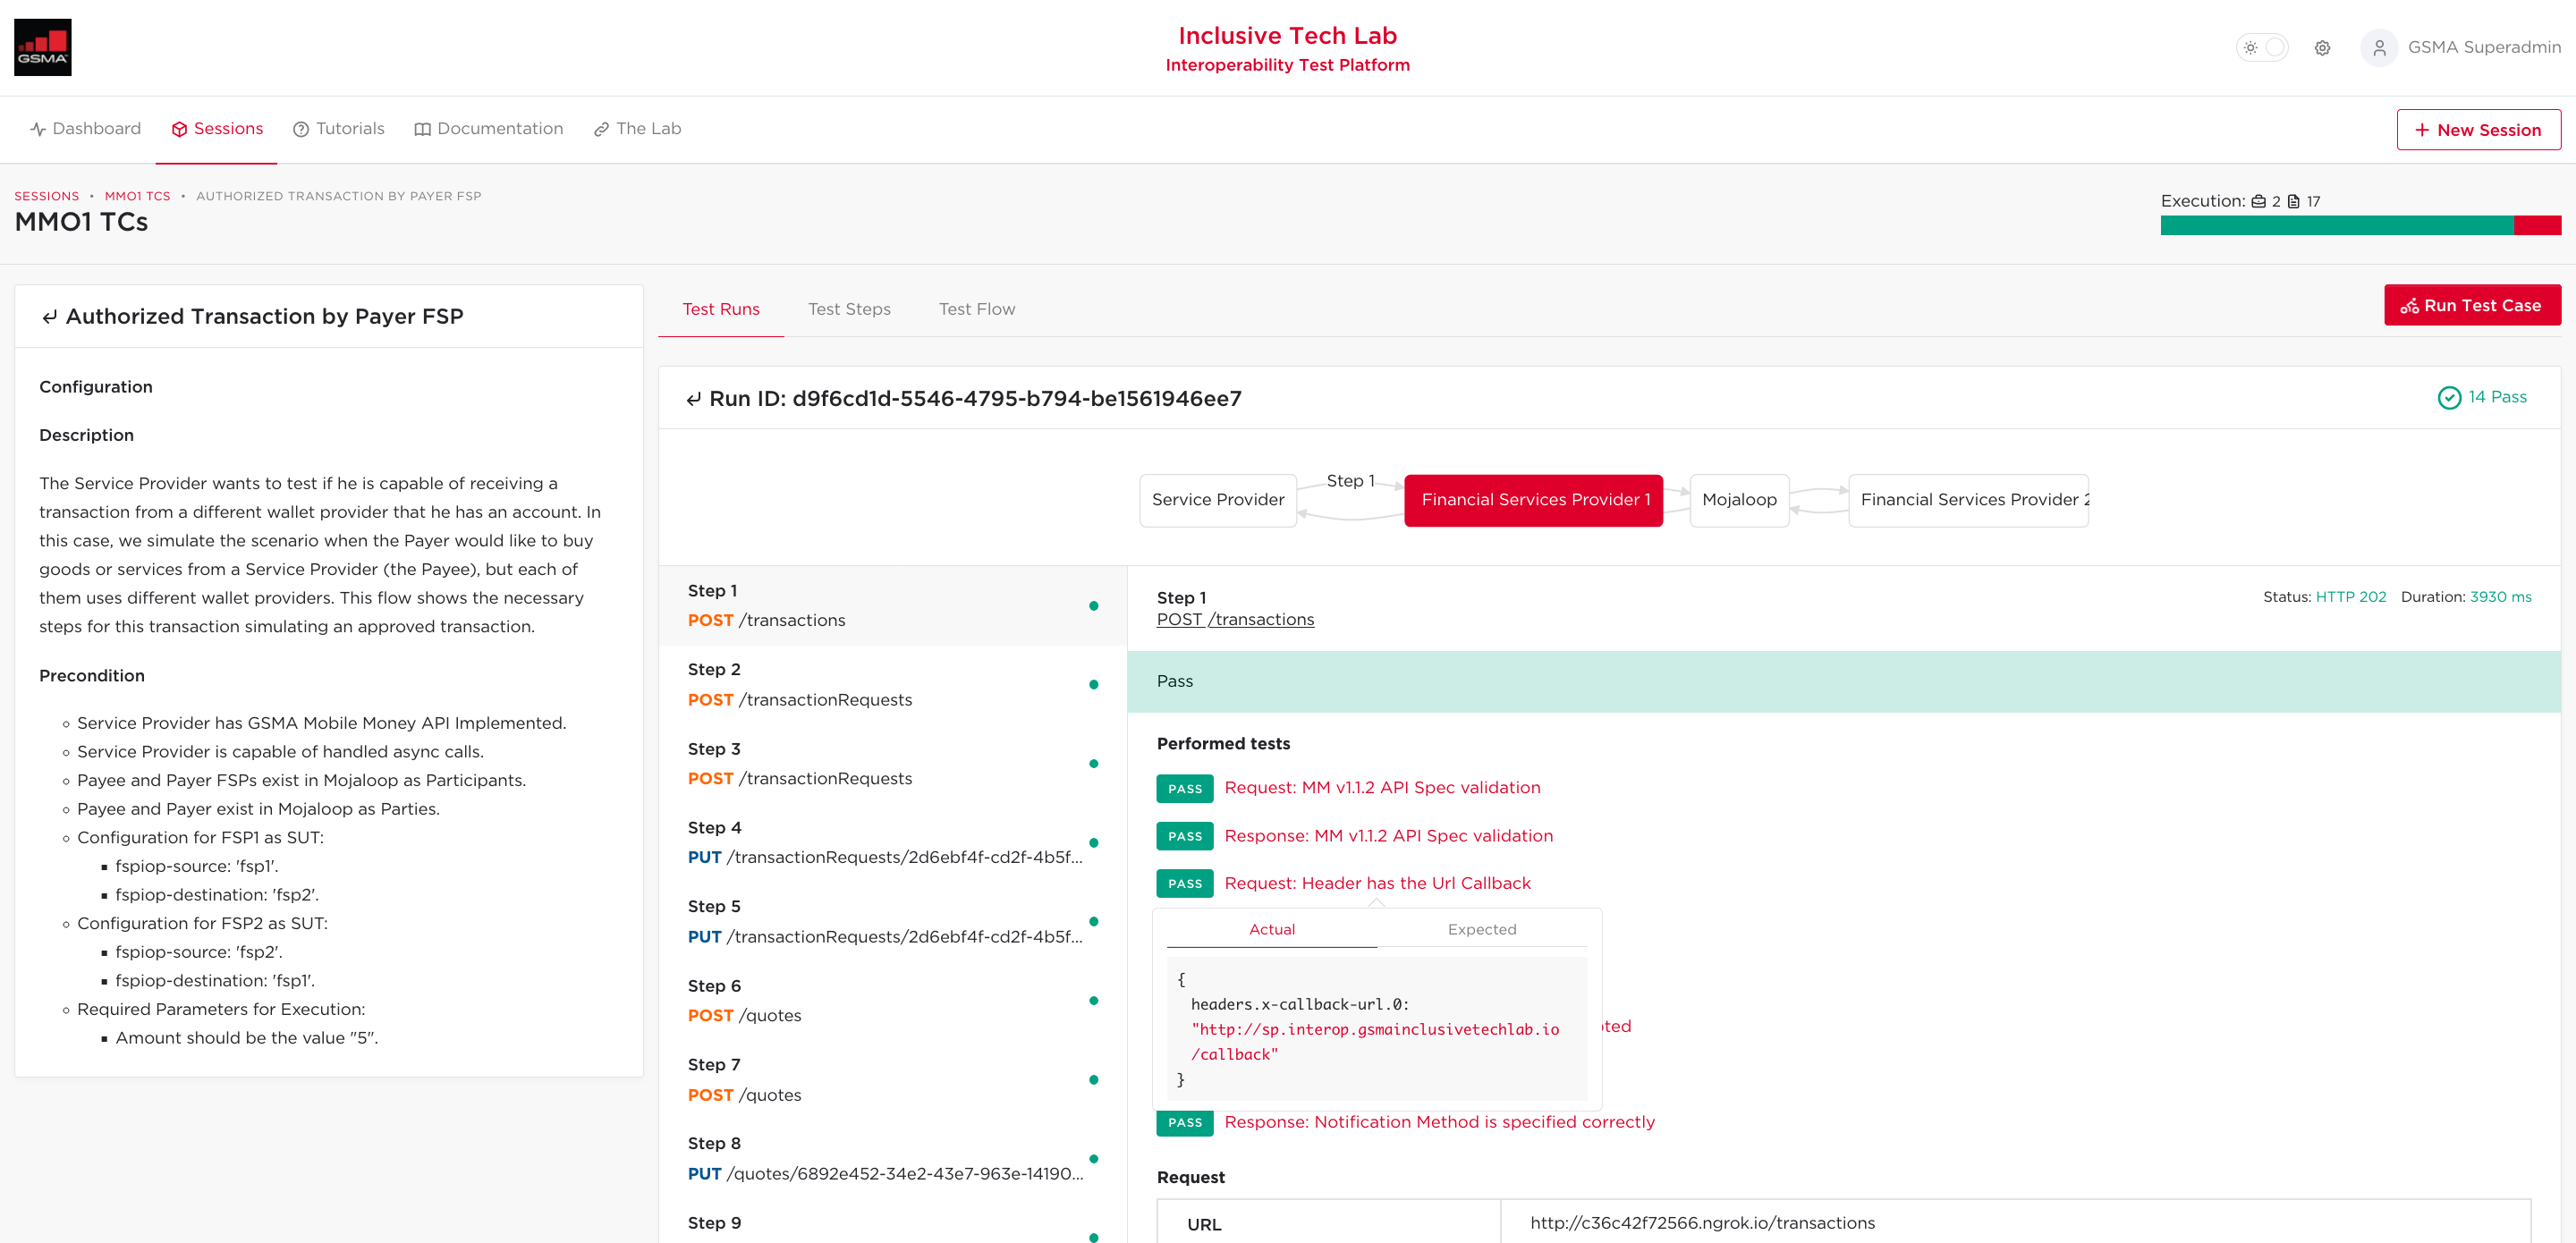 GSMA
Inclusive Tech Lab
Interoperability Test Platform
GSMA Superadmin
Dashboard
Sessions
Tutorials
Documentation
The Lab
+ New Session
SESSIONS • MMO1 TCS • AUTHORIZED TRANSACTION BY PAYER FSP
MMO1 TCs
Execution: 2 17
Authorized Transaction by Payer FSP
Configuration
Description
The Service Provider wants to test if he is capable of receiving a
transaction from a different wallet provider that he has an account. In
this case, we simulate the scenario when the Payer would like to buy
goods or services from a Service Provider (the Payee), but each of
them uses different wallet providers. This flow shows the necessary
steps for this transaction simulating an approved transaction.
Precondition
Service Provider has GSMA Mobile Money API Implemented.
Service Provider is capable of handled async calls.
Payee and Payer FSPs exist in Mojaloop as Participants.
Payee and Payer exist in Mojaloop as Parties.
Configuration for FSP1 as SUT:
fspiop-source: 'fsp1'.
fspiop-destination: 'fsp2'.
Configuration for FSP2 as SUT:
fspiop-source: 'fsp2'.
fspiop-destination: 'fsp1'.
Required Parameters for Execution:
Amount should be the value "5".
Test Runs
Test Steps
Test Flow
Run Test Case
Run ID: d9f6cd1d-5546-4795-b794-be1561946ee7
14 Pass
Service Provider
Step 1
Financial Services Provider 1
Mojaloop
Financial Services Provider 2
Step 1
POST /transactions
Step 2
POST /transactionRequests
Step 3
POST /transactionRequests
Step 4
PUT /transactionRequests/2d6ebf4f-cd2f-4b5f...
Step 5
PUT /transactionRequests/2d6ebf4f-cd2f-4b5f...
Step 6
POST /quotes
Step 7
POST /quotes
Step 8
PUT /quotes/6892e452-34e2-43e7-963e-14190...
Step 9
Step 1
POST /transactions
Status: HTTP 202 Duration: 3930 ms
Pass
Performed tests
PASS Request: MM v1.1.2 API Spec validation
PASS Response: MM v1.1.2 API Spec validation
PASS Request: Header has the Url Callback
Actual
Expected
{
headers.x-callback-url.0:
"http://sp.interop.gsmainclusivetechlab.io
/callback"
}
PASS Response: Notification Method is specified correctly
Request
URL
http://c36c42f72566.ngrok.io/transactions